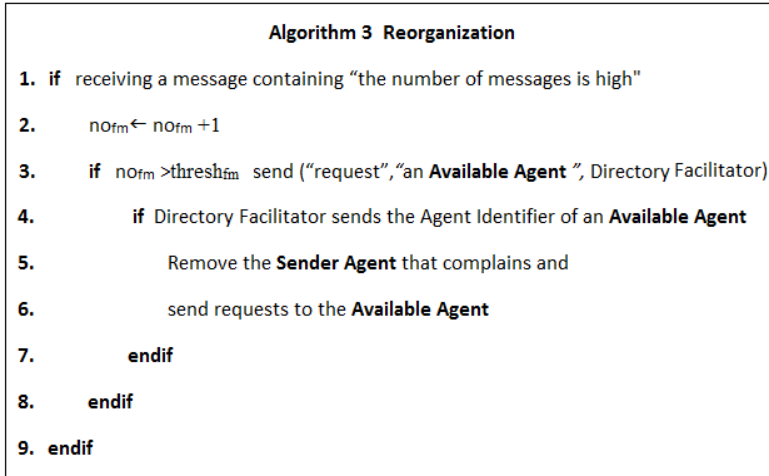 Algorithm 3 Reorganization
1. if receiving a message containing “the number of messages is high"
2. nofm← nofm +1
3. if nofm >threshfm send (“request”,“an Available Agent ”, Directory Facilitator)
4. if Directory Facilitator sends the Agent Identifier of an Available Agent
5. Remove the Sender Agent that complains and
6. send requests to the Available Agent
7. endif
8. endif
9. endif